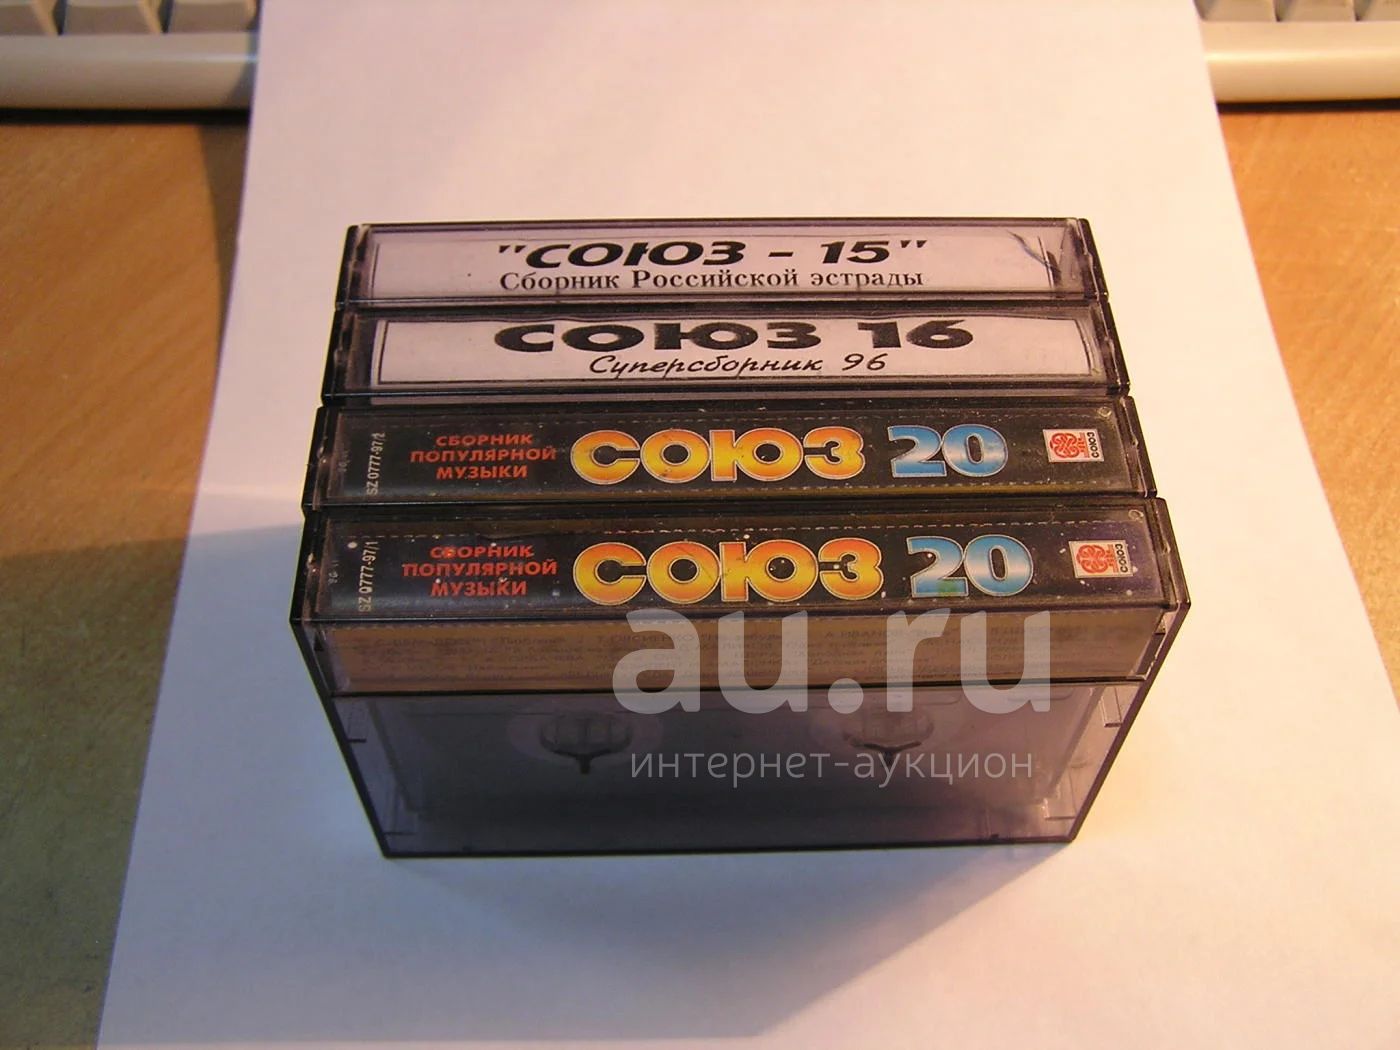 "СОЮЗ - 15"
Сборник Российской эстрады
СОЮЗ 16
Суперсборник 96
SZ 0777-97/2
СБОРНИК
ПОПУЛЯРНОЙ
МУЗЫКИ
СОЮЗ 20
СОЮЗ
SZ 0777-97/1
СБОРНИК
ПОПУЛЯРНОЙ
МУЗЫКИ
СОЮЗ 20
СОЮЗ
au.ru
интернет-аукцион